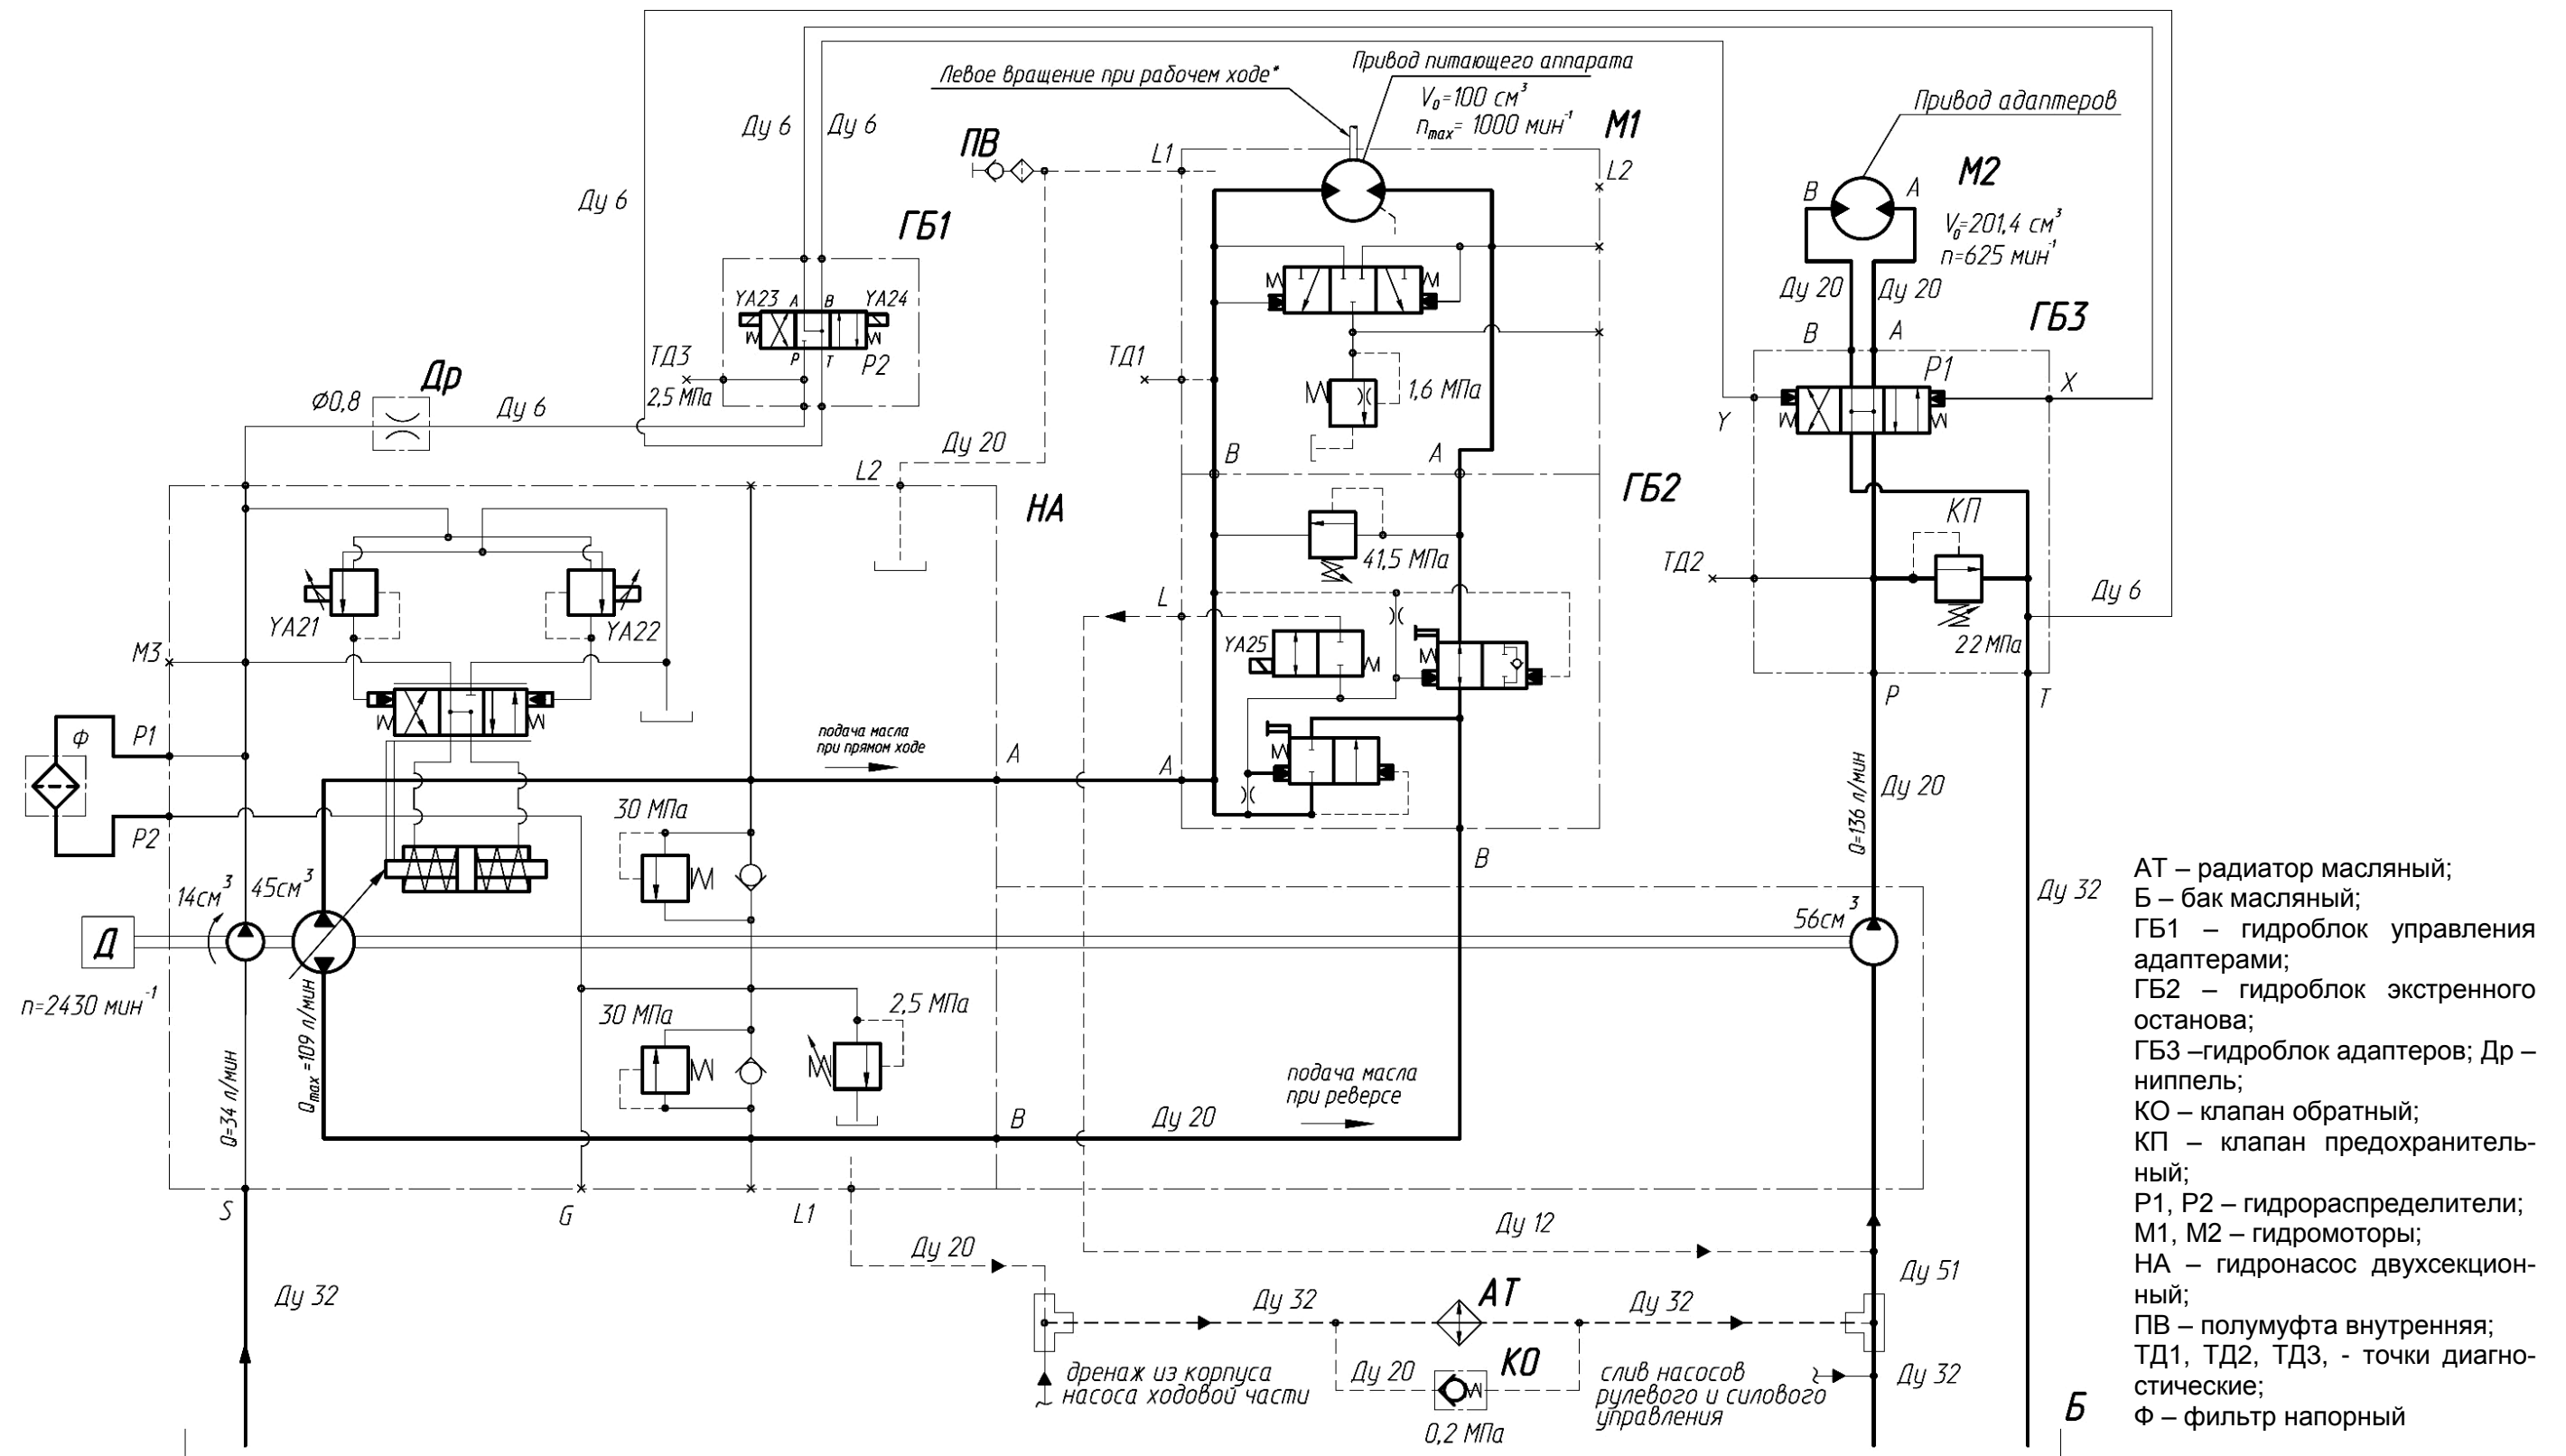 Левое вращение при рабочем ходе*
Привод питающего аппарата
V₀=100 см³
nmax= 1000 мин⁻¹
М1
Привод адаптеров
М2
В
А
V₀=201,4 см³
n=625 мин⁻¹
Ду 6
Ду 6
Ду 6
ПВ
L1
L2
ГБ1
YA23
А
В
YA24
Р
Т
Р2
ТД3
2,5 МПа
Др
Ø0,8
Ду 6
ТД1
1,6 МПа
Ду 20
Ду 20
ГБ3
В
А
Р1
X
Y
Ду 20
L2
НА
В
А
ГБ2
41,5 МПа
КП
ТД2
22 МПа
Ду 6
YA21
YA22
М3
L
YA25
Р
Т
Ф
Р1
Р2
подача масла
при прямом ходе
А
А
30 МПа
В
Q=136 л/мин
Ду 20
Ду 32
14см³
45см³
56см³
Д
n=2430 мин⁻¹
Q=34 л/мин
Qmax=109 л/мин
30 МПа
2,5 МПа
подача масла
при реверсе
В
Ду 20
S
G
L1
Ду 20
Ду 12
Ду 51
Ду 32
Ду 32
АТ
Ду 32
дренаж из корпуса
насоса ходовой части
Ду 20
КО
0,2 МПа
слив насосов
рулевого и силового
управления
Ду 32
Б
АТ – радиатор масляный;
Б – бак масляный;
ГБ1 – гидроблок управления
адаптерами;
ГБ2 – гидроблок экстренного
останова;
ГБ3 –гидроблок адаптеров; Др –
ниппель;
КО – клапан обратный;
КП – клапан предохранитель-
ный;
Р1, Р2 – гидрораспределители;
М1, М2 – гидромоторы;
НА – гидронасос двухсекцион-
ный;
ПВ – полумуфта внутренняя;
ТД1, ТД2, ТД3, - точки диагно-
стические;
Ф – фильтр напорный